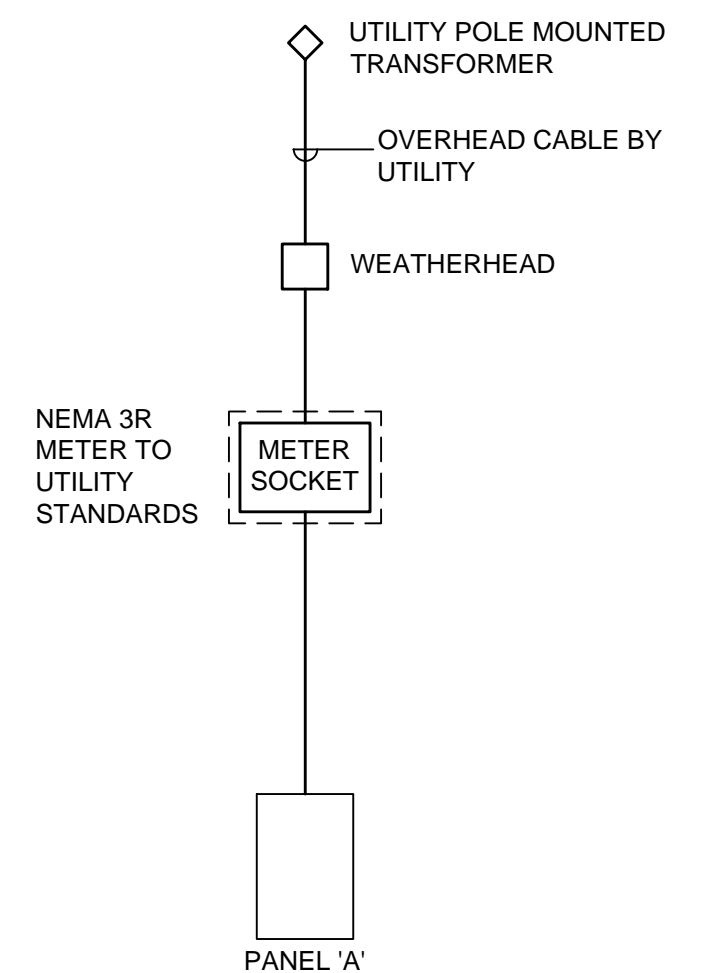 UTILITY POLE MOUNTED
TRANSFORMER
OVERHEAD CABLE BY
UTILITY
WEATHERHEAD
NEMA 3R
METER TO
UTILITY
STANDARDS
METER
SOCKET
PANEL 'A'